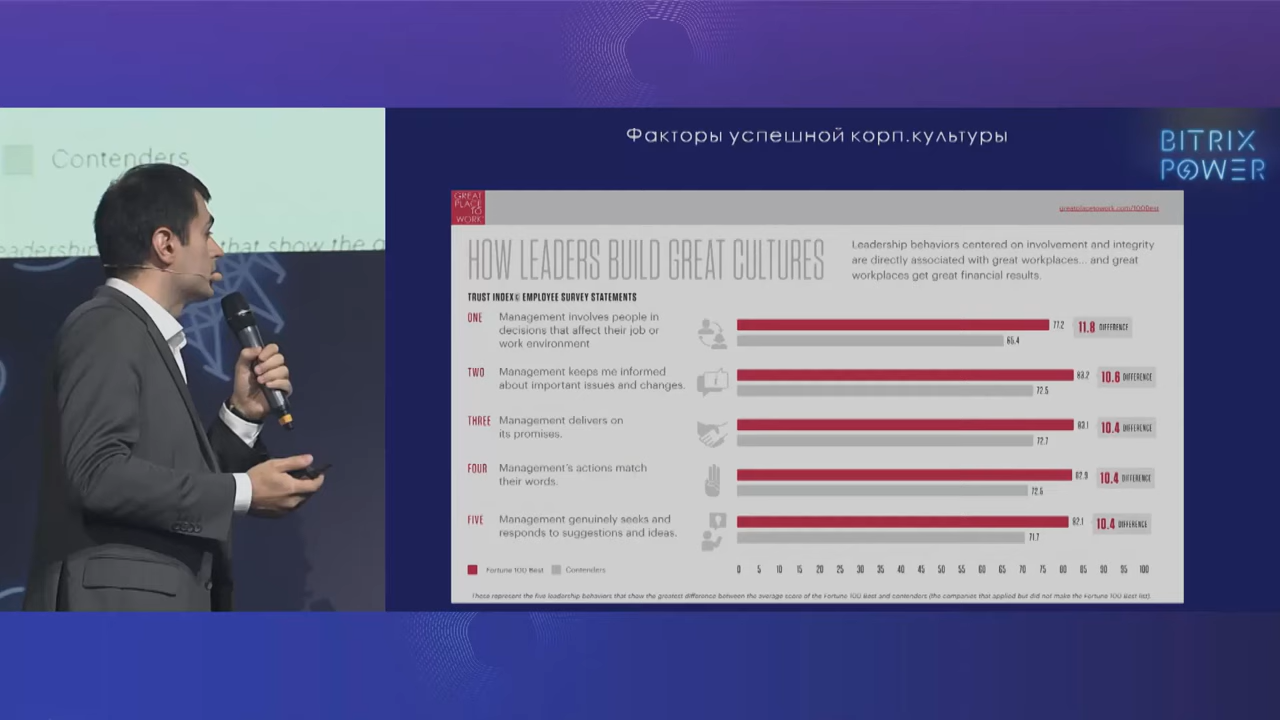 Contenders
that show the
Факторы успешной корп.культуры
BITRIX
POWER
GREAT
PLACE
TO
WORK
greatplacetowork.com/100Best
HOW LEADERS BUILD GREAT CULTURES
Leadership behaviors centered on involvement and integrity
are directly associated with great workplaces... and great
workplaces get great financial results.
TRUST INDEX© EMPLOYEE SURVEY STATEMENTS
ONE
Management involves people in
decisions that affect their job or
work environment
77.2
65.4
11.8 DIFFERENCE
TWO
Management keeps me informed
about important issues and changes.
83.2
72.5
10.6 DIFFERENCE
THREE
Management delivers on
its promises.
83.1
72.7
10.4 DIFFERENCE
FOUR
Management's actions match
their words.
82.9
72.5
10.4 DIFFERENCE
FIVE
Management genuinely seeks and
responds to suggestions and ideas.
82.1
71.7
10.4 DIFFERENCE
Fortune 100 Best
Contenders
0 5 10 15 20 25 30 35 40 45 50 55 60 65 70 75 80 85 90 95 100
These represent the five leadership behaviors that show the greatest difference between the average score of the Fortune 100 Best and contenders (the companies that applied but did not make the Fortune 100 Best list).